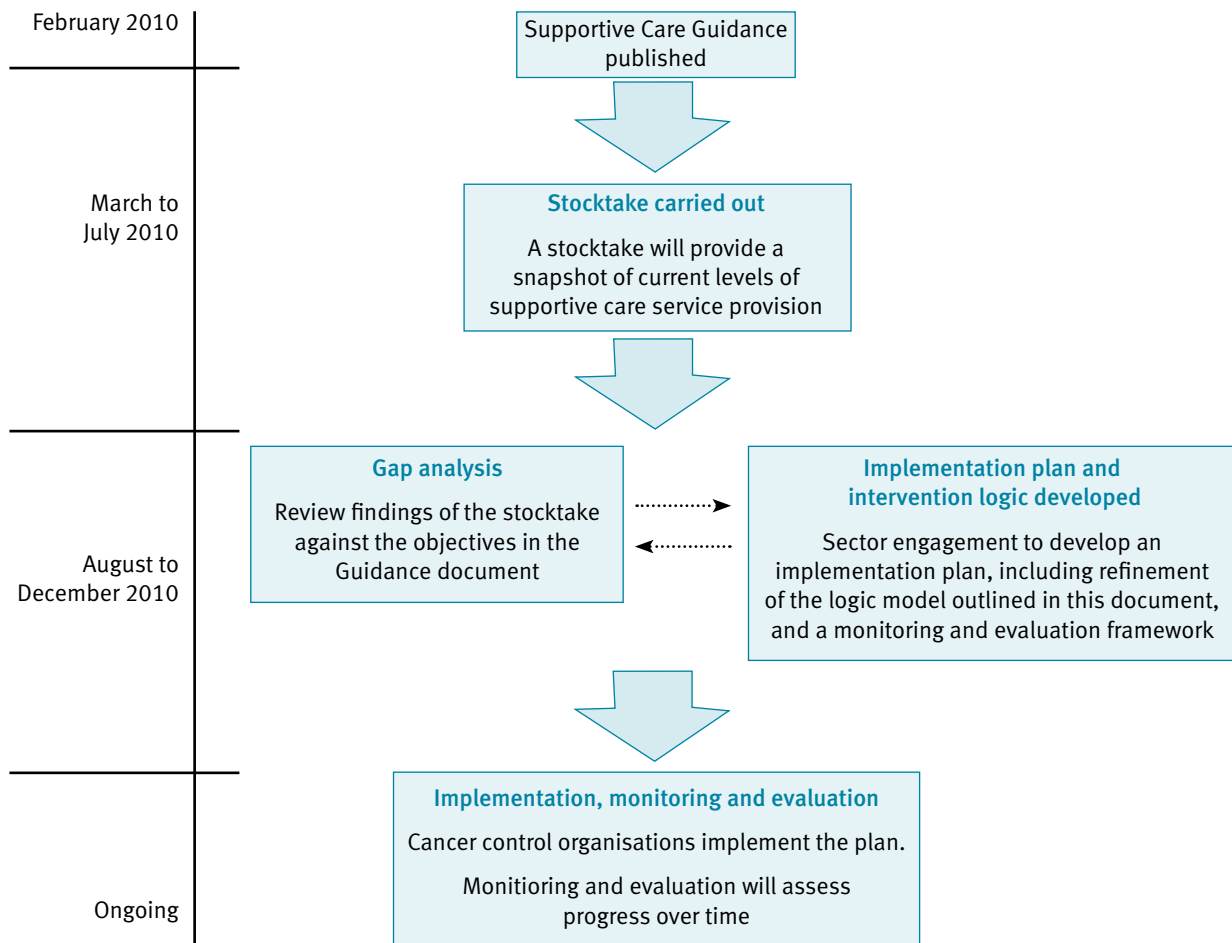 February 2010
Supportive Care Guidance
published
March to
July 2010
Stocktake carried out
A stocktake will provide a
snapshot of current levels of
supportive care service provision
August to
December 2010
Gap analysis
Review findings of the stocktake
against the objectives in the
Guidance document
Implementation plan and
intervention logic developed
Sector engagement to develop an
implementation plan, including refinement
of the logic model outlined in this document,
and a monitoring and evaluation framework
Ongoing
Implementation, monitoring and evaluation
Cancer control organisations implement the plan.
Monitioring and evaluation will assess
progress over time